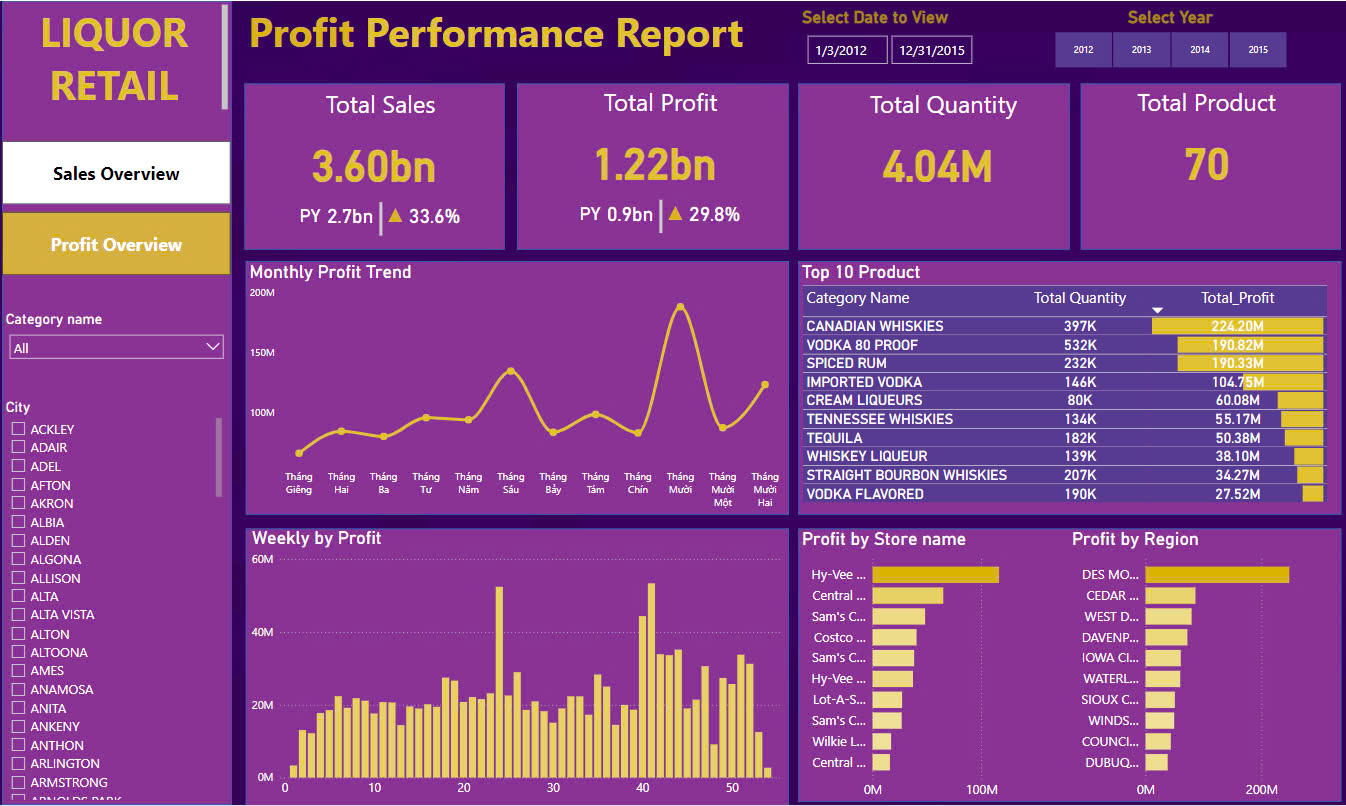 LIQUOR
RETAIL
Profit Performance Report
Select Date to View
1/3/2012
12/31/2015
Select Year
2012
2013
2014
2015
Sales Overview
Profit Overview
Category name
All
City
ACKLEY
ADAIR
ADEL
AFTON
AKRON
ALBIA
ALDEN
ALGONA
ALLISON
ALTA
ALTA VISTA
ALTON
ALTOONA
AMES
ANAMOSA
ANITA
ANKENY
ANTHON
ARLINGTON
ARMSTRONG
Total Sales
3.60bn
PY 2.7bn ▲ 33.6%
Total Profit
1.22bn
PY 0.9bn ▲ 29.8%
Total Quantity
4.04M
Total Product
70
Monthly Profit Trend
200M
150M
100M
Tháng Giêng
Tháng Hai
Tháng Ba
Tháng Tư
Tháng Năm
Tháng Sáu
Tháng Bảy
Tháng Tám
Tháng Chín
Tháng Mười
Tháng Mười Một
Tháng Mười Hai
Top 10 Product
Category Name Total Quantity Total_Profit
CANADIAN WHISKIES 397K 224.20M
VODKA 80 PROOF 532K 190.82M
SPICED RUM 232K 190.33M
IMPORTED VODKA 146K 104.75M
CREAM LIQUEURS 80K 60.08M
TENNESSEE WHISKIES 134K 55.17M
TEQUILA 182K 50.38M
WHISKEY LIQUEUR 139K 38.10M
STRAIGHT BOURBON WHISKIES 207K 34.27M
VODKA FLAVORED 190K 27.52M
Weekly by Profit
60M
40M
20M
0M
0 10 20 30 40 50
Profit by Store name
Hy-Vee ...
Central ...
Sam's C...
Costco ...
Sam's C...
Hy-Vee ...
Lot-A-S...
Sam's C...
Wilkie L...
Central ...
0M 100M
Profit by Region
DES MO...
CEDAR ...
WEST D...
DAVENP...
IOWA CI...
WATERL...
SIOUX C...
WINDS...
COUNCI...
DUBUQ...
0M 200M